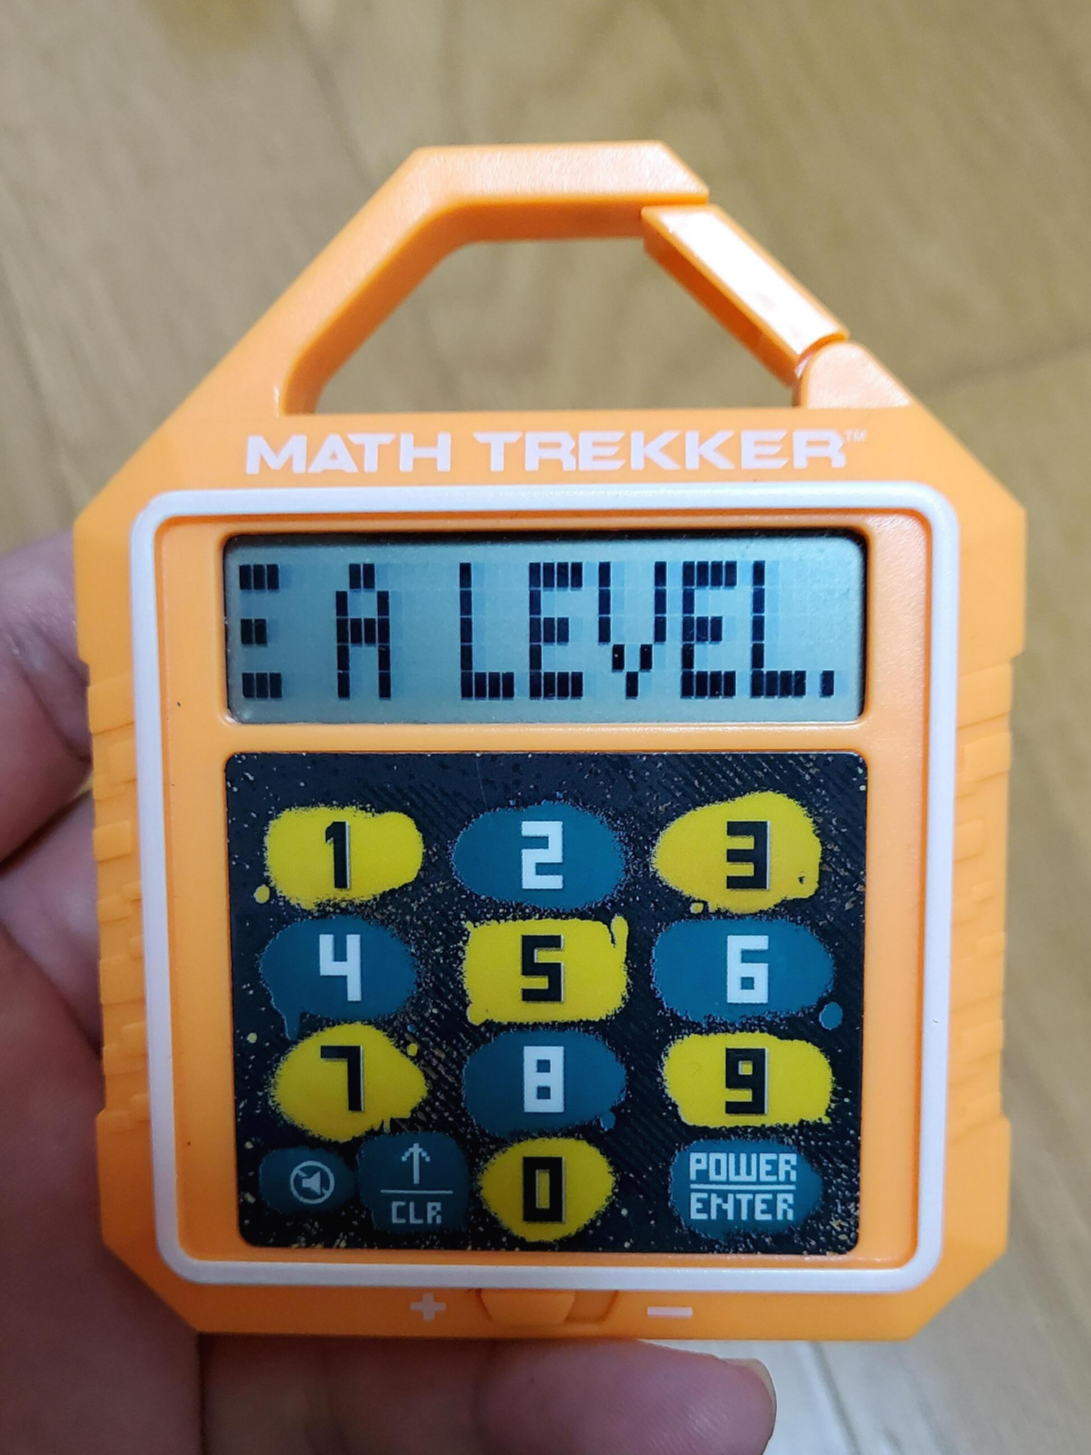 MATH TREKKER™
E A LEVEL.
1 2 3
4 5 6
7 8 9
↑ CLR 0 POWER ENTER
+ −